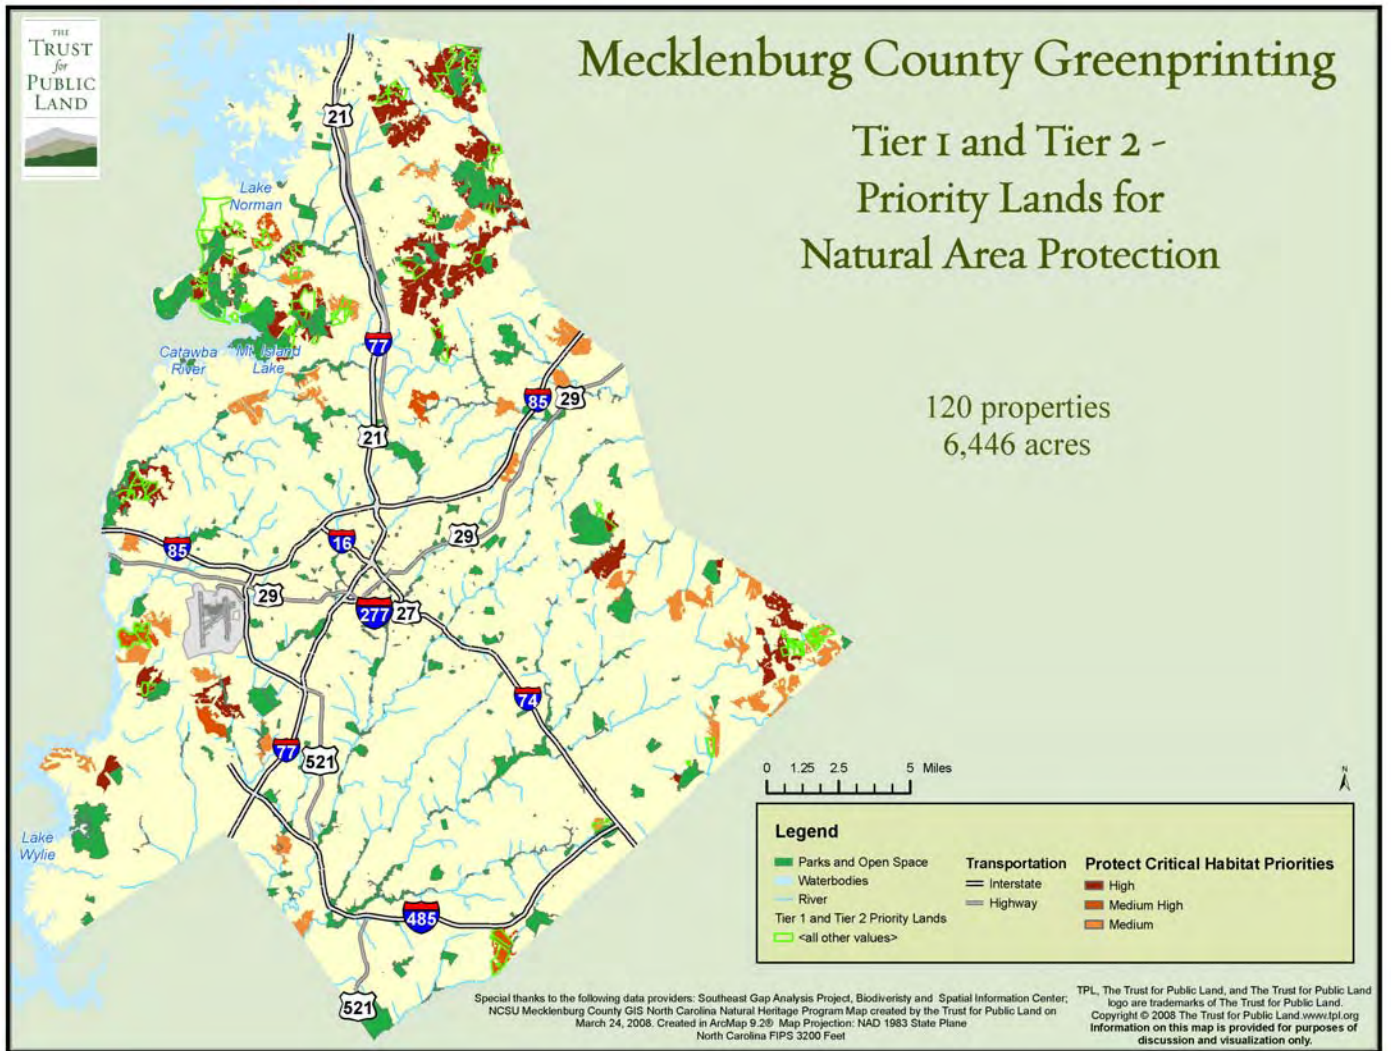 THE
TRUST
for
PUBLIC
LAND
Mecklenburg County Greenprinting
Tier 1 and Tier 2 -
Priority Lands for
Natural Area Protection
120 properties
6,446 acres
21
Lake
Norman
Catawba
River
Mt. Island
Lake
77
85
29
21
85
16
29
29
277
27
74
77
521
Lake
Wylie
485
521
0 1.25 2.5 5 Miles
N
Legend
Parks and Open Space
Waterbodies
River
Tier 1 and Tier 2 Priority Lands
<all other values>
Transportation
Interstate
Highway
Protect Critical Habitat Priorities
High
Medium High
Medium
Special thanks to the following data providers: Southeast Gap Analysis Project, Biodiveristy and Spatial Information Center;
NCSU Mecklenburg County GIS North Carolina Natural Heritage Program Map created by the Trust for Public Land on
March 24, 2008. Created in ArcMap 9.2® Map Projection: NAD 1983 State Plane
North Carolina FIPS 3200 Feet
TPL, The Trust for Public Land, and The Trust for Public Land
logo are trademarks of The Trust for Public Land.
Copyright © 2008 The Trust for Public Land.www.tpl.org
Information on this map is provided for purposes of
discussion and visualization only.